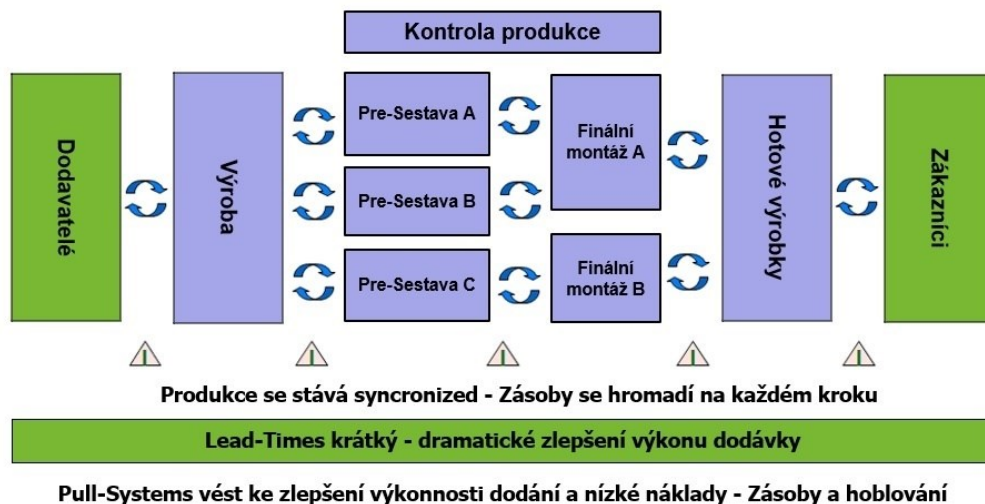 Kontrola produkce
Dodavatelé
Výroba
Pre-Sestava A
Pre-Sestava B
Pre-Sestava C
Finální
montáž A
Finální
montáž B
Hotové výrobky
Zákazníci
I
I
I
I
I
Produkce se stává syncronized - Zásoby se hromadí na každém kroku
Lead-Times krátký - dramatické zlepšení výkonu dodávky
Pull-Systems vést ke zlepšení výkonnosti dodání a nízké náklady - Zásoby a hoblování